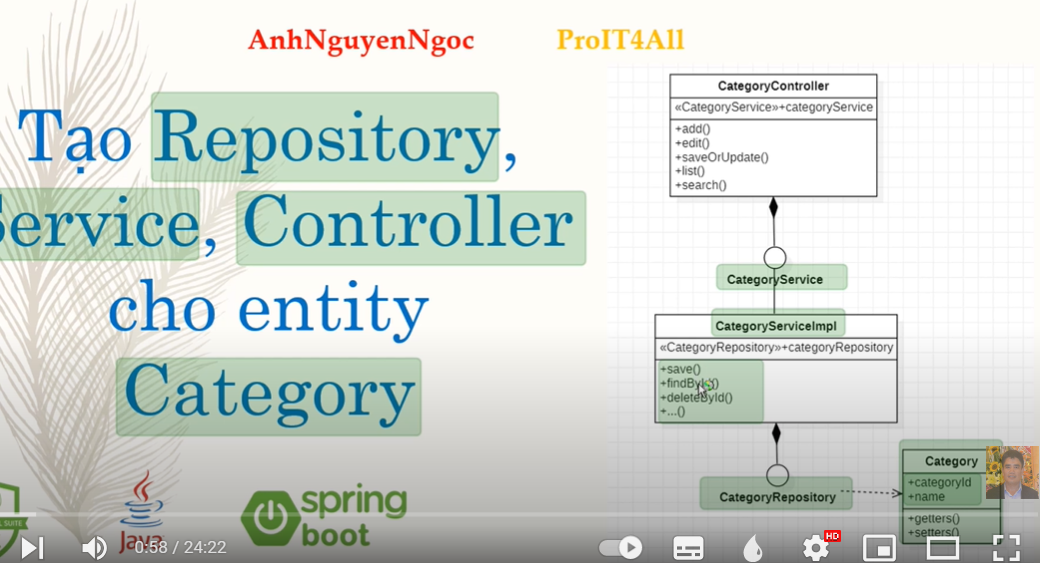 AnhNguyenNgoc
ProIT4All
Tạo Repository,
Service, Controller
cho entity
Category
CategoryController
«CategoryService»+categoryService
+add()
+edit()
+saveOrUpdate()
+list()
+search()
CategoryService
CategoryServiceImpl
«CategoryRepository»+categoryRepository
+save()
+findById()
+deleteById()
+...()
CategoryRepository
Category
+categoryId
+name
+getters()
+setters()
SUITE
Java
spring
boot
0:58 / 24:22
HD